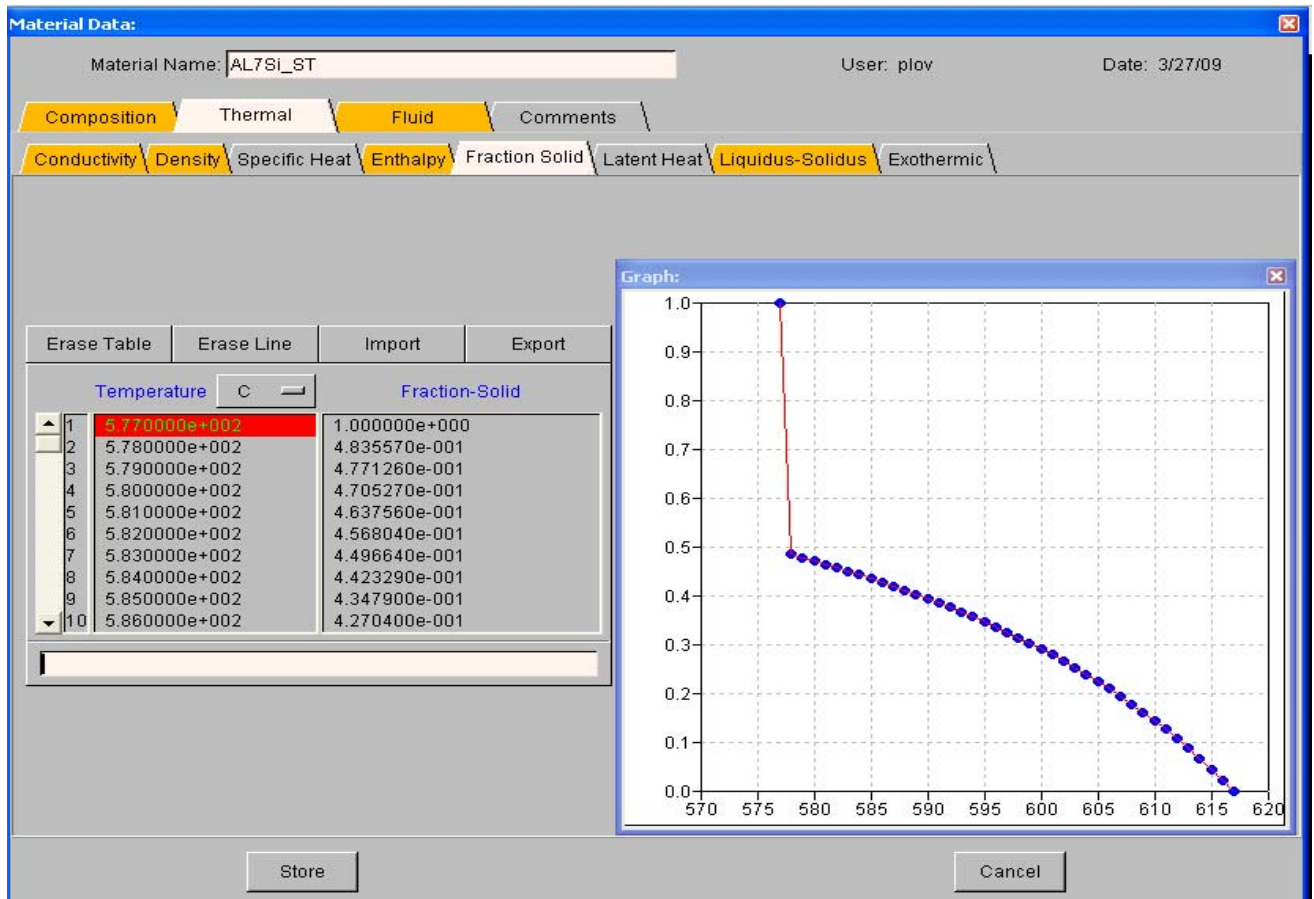 Material Data:
Material Name: AL7Si_ST User: plov Date: 3/27/09
Composition Thermal Fluid Comments
Conductivity Density Specific Heat Enthalpy Fraction Solid Latent Heat Liquidus-Solidus Exothermic
Erase Table Erase Line Import Export
Temperature C Fraction-Solid
1 5.770000e+002 1.000000e+000
2 5.780000e+002 4.835570e-001
3 5.790000e+002 4.771260e-001
4 5.800000e+002 4.705270e-001
5 5.810000e+002 4.637560e-001
6 5.820000e+002 4.568040e-001
7 5.830000e+002 4.496640e-001
8 5.840000e+002 4.423290e-001
9 5.850000e+002 4.347900e-001
10 5.860000e+002 4.270400e-001
Graph:
1.0
0.9
0.8
0.7
0.6
0.5
0.4
0.3
0.2
0.1
0.0
570 575 580 585 590 595 600 605 610 615 620
Store Cancel